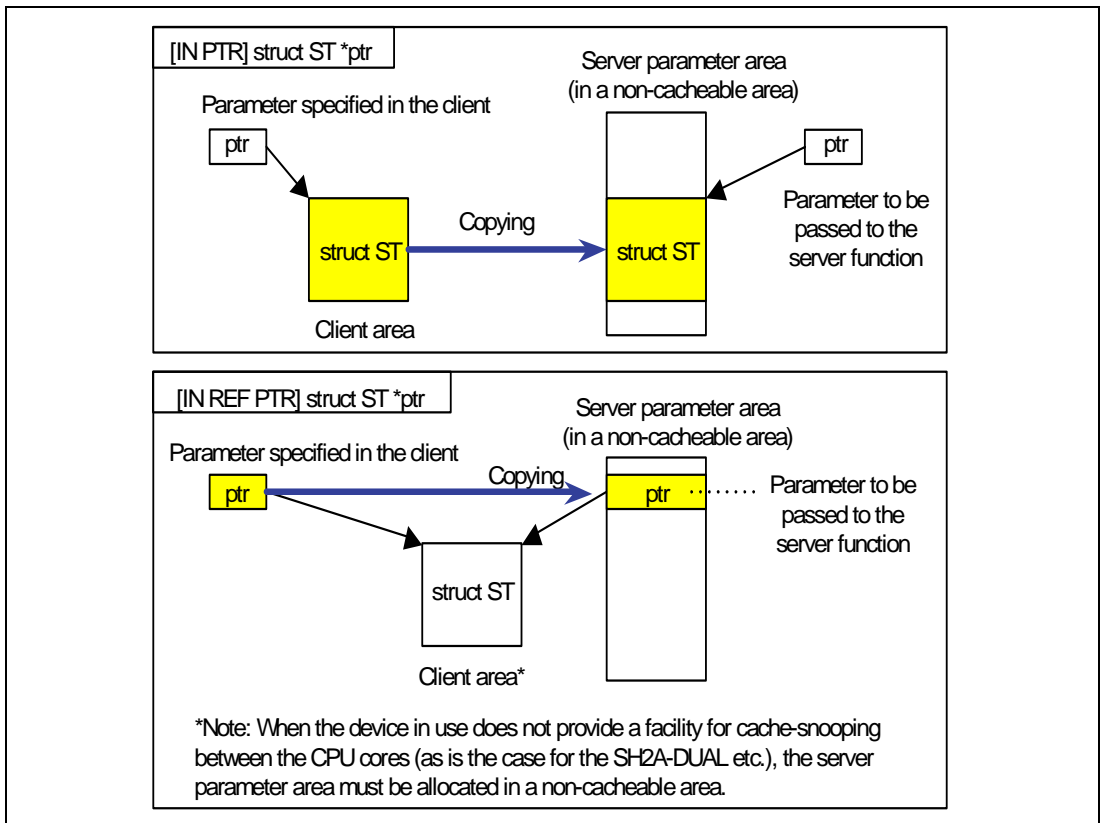 [IN PTR] struct ST *ptr
Server parameter area
(in a non-cacheable area)
Parameter specified in the client
ptr
ptr
Parameter to be
passed to the
server function
Copying
struct ST
struct ST
Client area
[IN REF PTR] struct ST *ptr
Server parameter area
(in a non-cacheable area)
Parameter specified in the client
Copying
ptr
ptr
Parameter to be
passed to the
server function
struct ST
Client area*
*Note: When the device in use does not provide a facility for cache-snooping
between the CPU cores (as is the case for the SH2A-DUAL etc.), the server
parameter area must be allocated in a non-cacheable area.